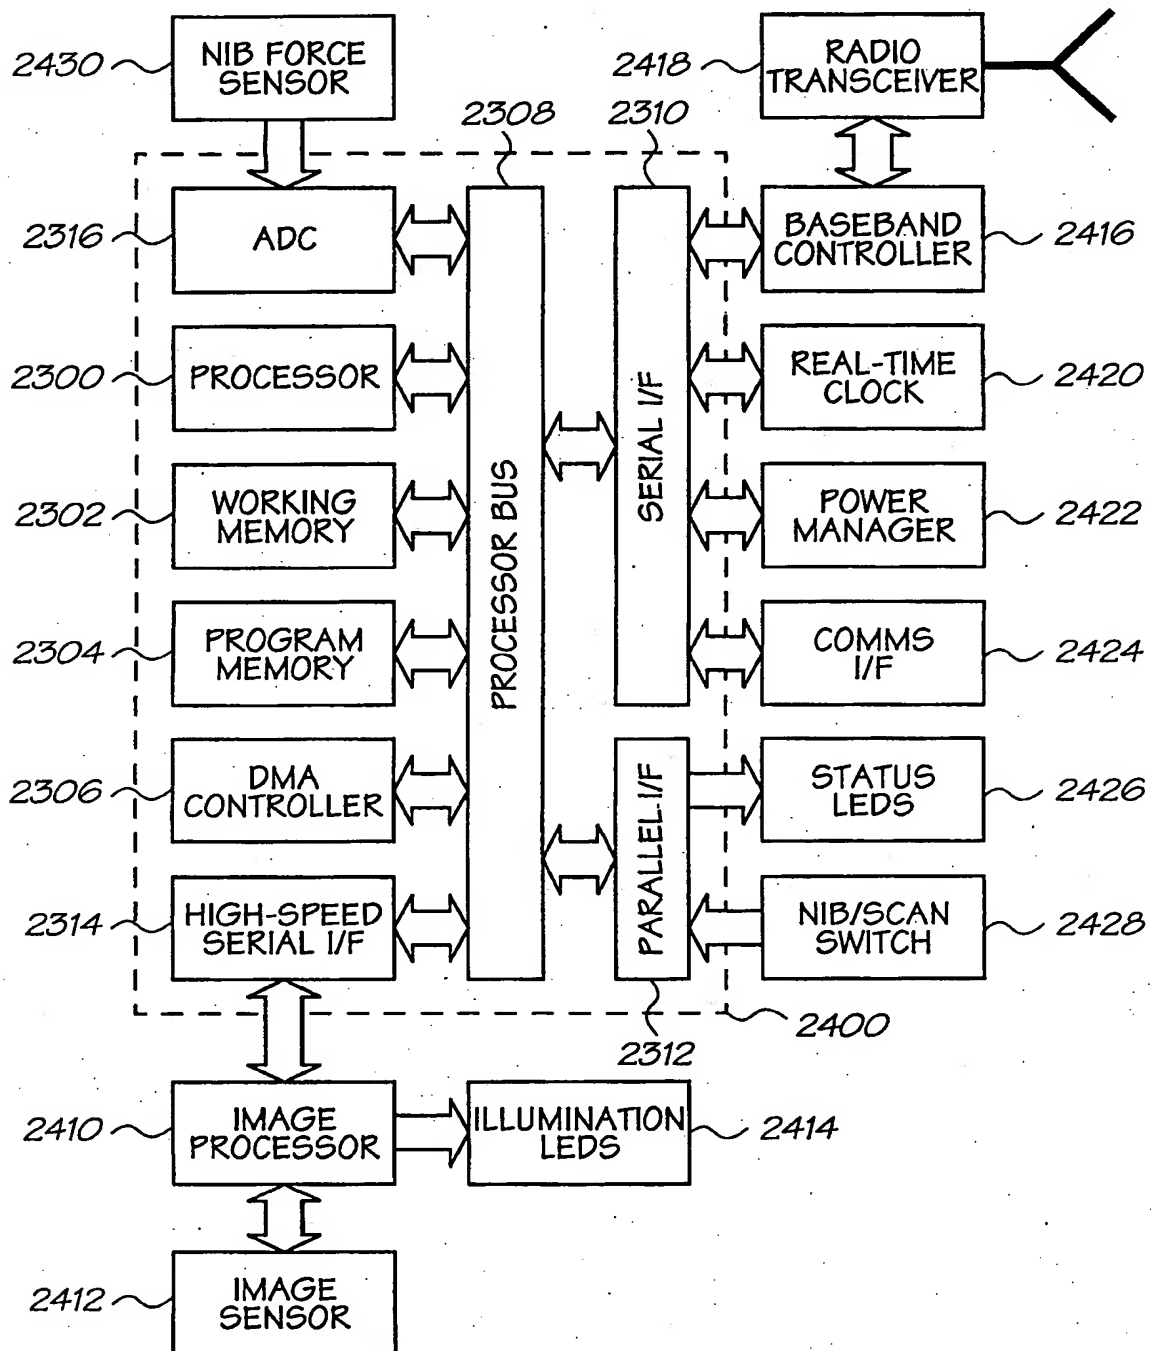 2430
NIB FORCE
SENSOR
2418
RADIO
TRANSCEIVER
2308
2310
2316
ADC
BASEBAND
CONTROLLER
2416
2300
PROCESSOR
REAL-TIME
CLOCK
2420
PROCESSOR BUS
SERIAL I/F
2302
WORKING
MEMORY
POWER
MANAGER
2422
2304
PROGRAM
MEMORY
COMMS
I/F
2424
2306
DMA
CONTROLLER
PARALLEL-I/F
STATUS
LEDS
2426
2314
HIGH-SPEED
SERIAL I/F
NIB/SCAN
SWITCH
2428
2400
2312
2410
IMAGE
PROCESSOR
ILLUMINATION
LEDS
2414
2412
IMAGE
SENSOR